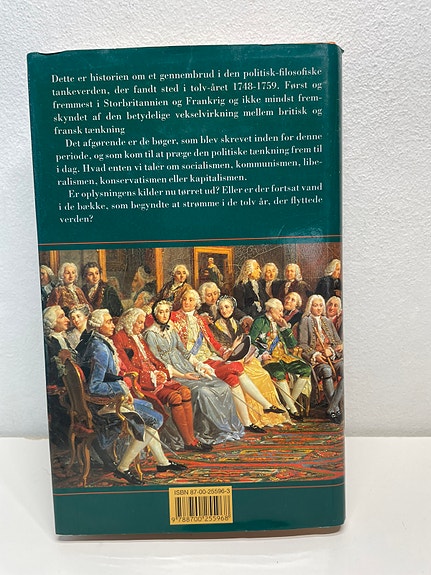 Dette er historien om et gennembrud i den politisk-filosofiske
tankeverden, der fandt sted i tolv-året 1748-1759. Først og
fremmest i Storbritannien og Frankrig og ikke mindst frem-
skyndet af den betydelige vekselvirkning mellem britisk og
fransk tænkning
Det afgørende er de bøger, som blev skrevet inden for denne
periode, og som kom til at præge den politiske tænkning frem til
i dag. Hvad enten vi taler om socialismen, kommunismen, libe-
ralismen, konservatismen eller kapitalismen.
Er oplysningens kilder nu tørret ud? Eller er der fortsat vand
i de bække, som begyndte at strømme i de tolv år, der flyttede
verden?
ISBN 87-00-25596-3
9 788700 255968